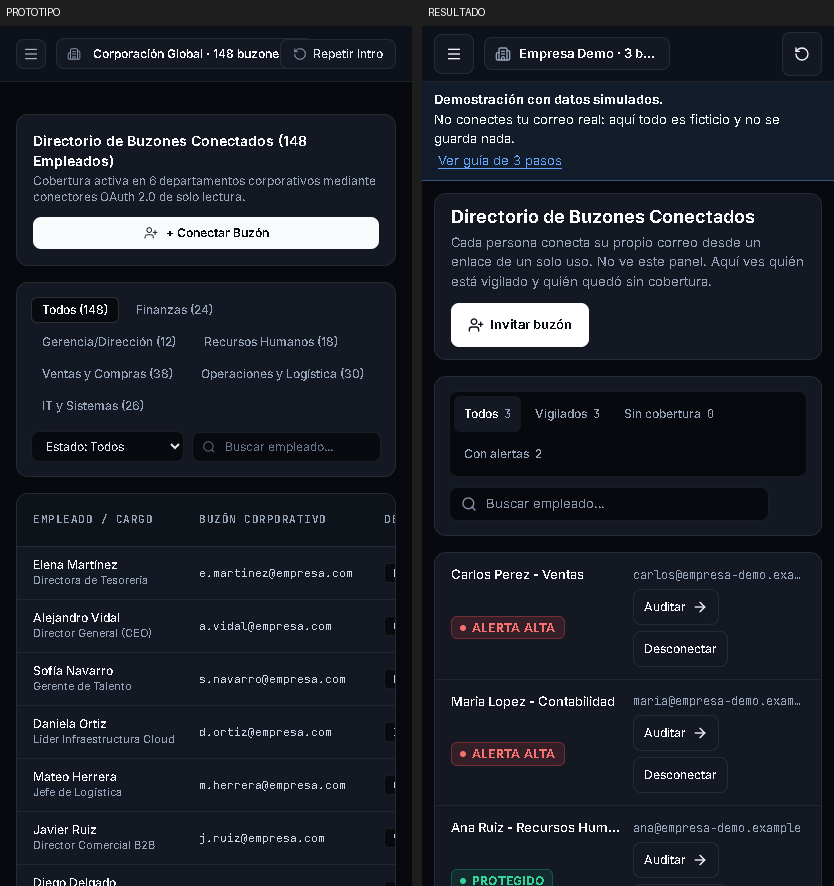 PROTOTIPO
Corporación Global · 148 buzone
Repetir Intro
Directorio de Buzones Conectados (148
Empleados)
Cobertura activa en 6 departamentos corporativos mediante
conectores OAuth 2.0 de solo lectura.
+ Conectar Buzón
Todos (148)
Finanzas (24)
Gerencia/Dirección (12)
Recursos Humanos (18)
Ventas y Compras (38)
Operaciones y Logística (30)
IT y Sistemas (26)
Estado: Todos
Buscar empleado...
EMPLEADO / CARGO
BUZÓN CORPORATIVO
DE
Elena Martínez
Directora de Tesorería
e.martinez@empresa.com
Alejandro Vidal
Director General (CEO)
a.vidal@empresa.com
Sofía Navarro
Gerente de Talento
s.navarro@empresa.com
Daniela Ortiz
Líder Infraestructura Cloud
d.ortiz@empresa.com
Mateo Herrera
Jefe de Logística
m.herrera@empresa.com
Javier Ruiz
Director Comercial B2B
j.ruiz@empresa.com
Diego Delgado
RESULTADO
Empresa Demo · 3 b...
Demostración con datos simulados.
No conectes tu correo real: aquí todo es ficticio y no se
guarda nada.
Ver guía de 3 pasos
Directorio de Buzones Conectados
Cada persona conecta su propio correo desde un
enlace de un solo uso. No ve este panel. Aquí ves quién
está vigilado y quién quedó sin cobertura.
Invitar buzón
Todos 3
Vigilados 3
Sin cobertura 0
Con alertas 2
Buscar empleado...
Carlos Perez - Ventas
carlos@empresa-demo.exa…
ALERTA ALTA
Auditar
Desconectar
Maria Lopez - Contabilidad
maria@empresa-demo.exam…
ALERTA ALTA
Auditar
Desconectar
Ana Ruiz - Recursos Hum...
ana@empresa-demo.example
PROTEGIDO
Auditar